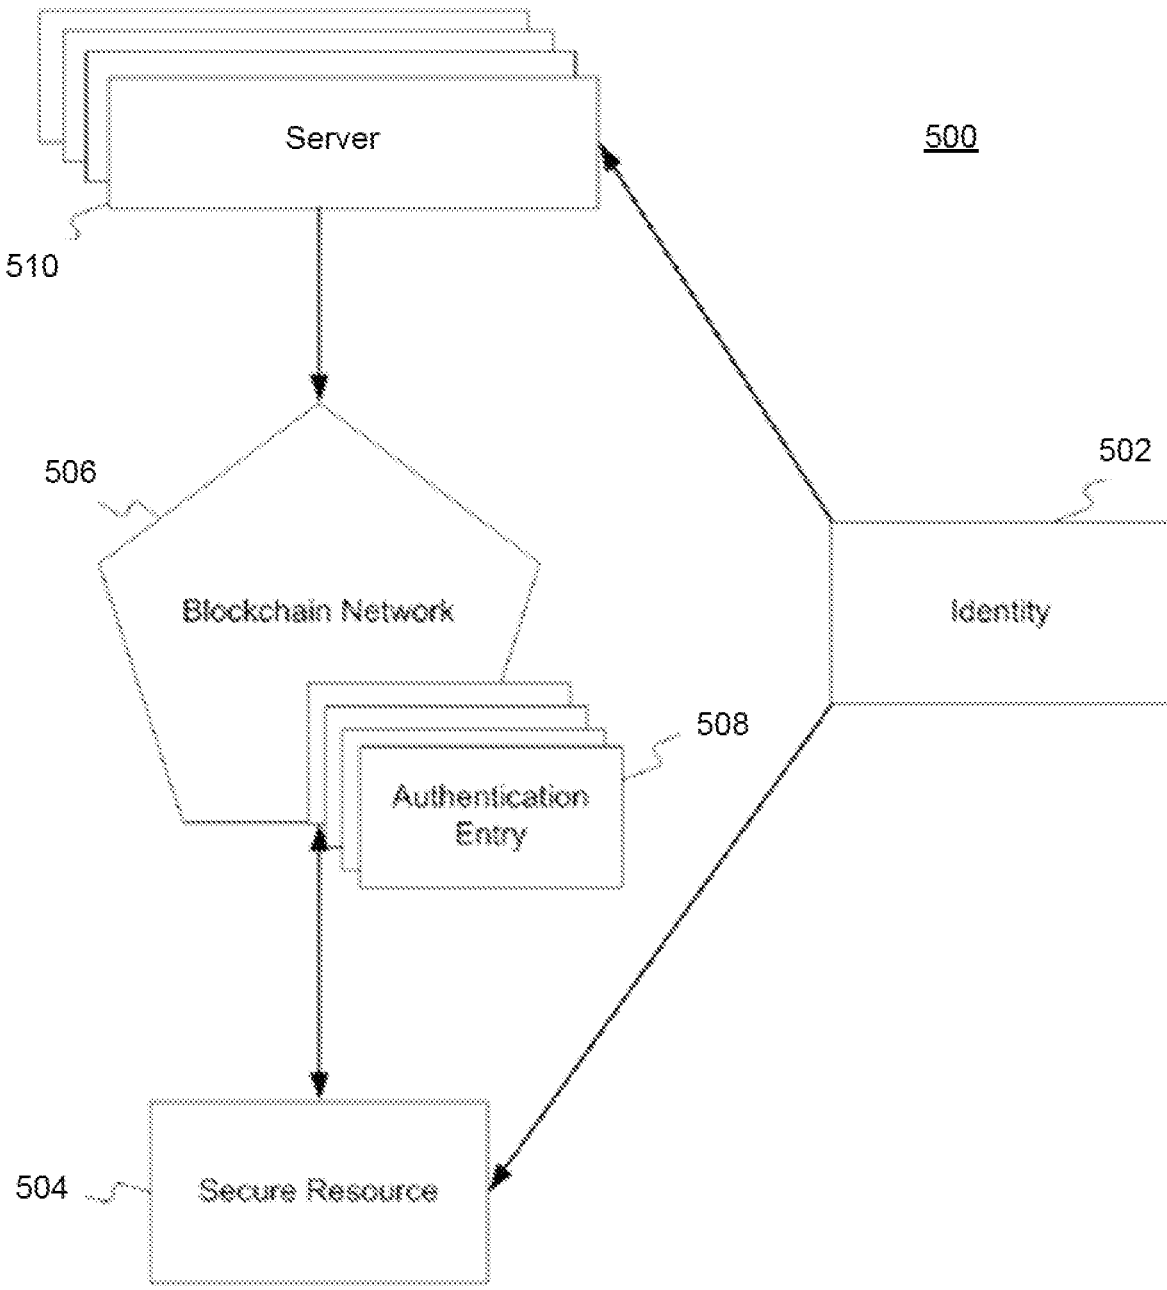 Server
500
510
502
506
Blockchain Network
Identity
508
Authentication
Entry
504
Secure Resource